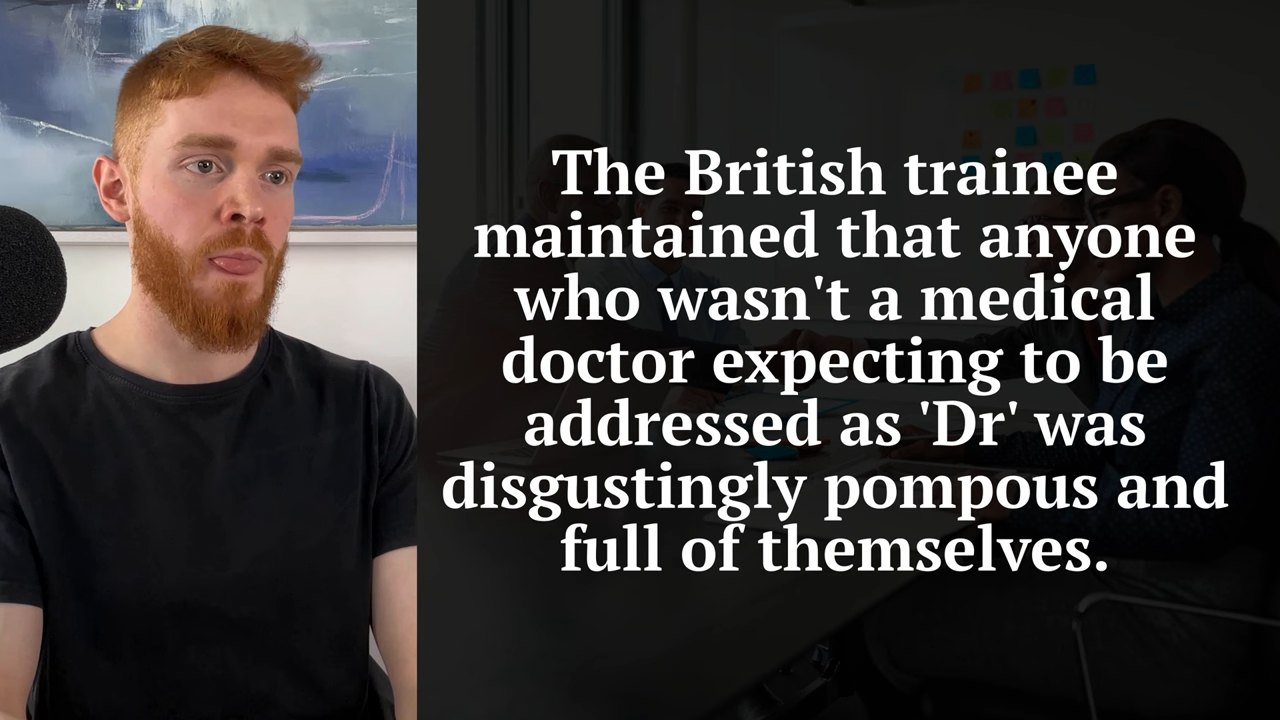 The British trainee
maintained that anyone
who wasn't a medical
doctor expecting to be
addressed as 'Dr' was
disgustingly pompous and
full of themselves.